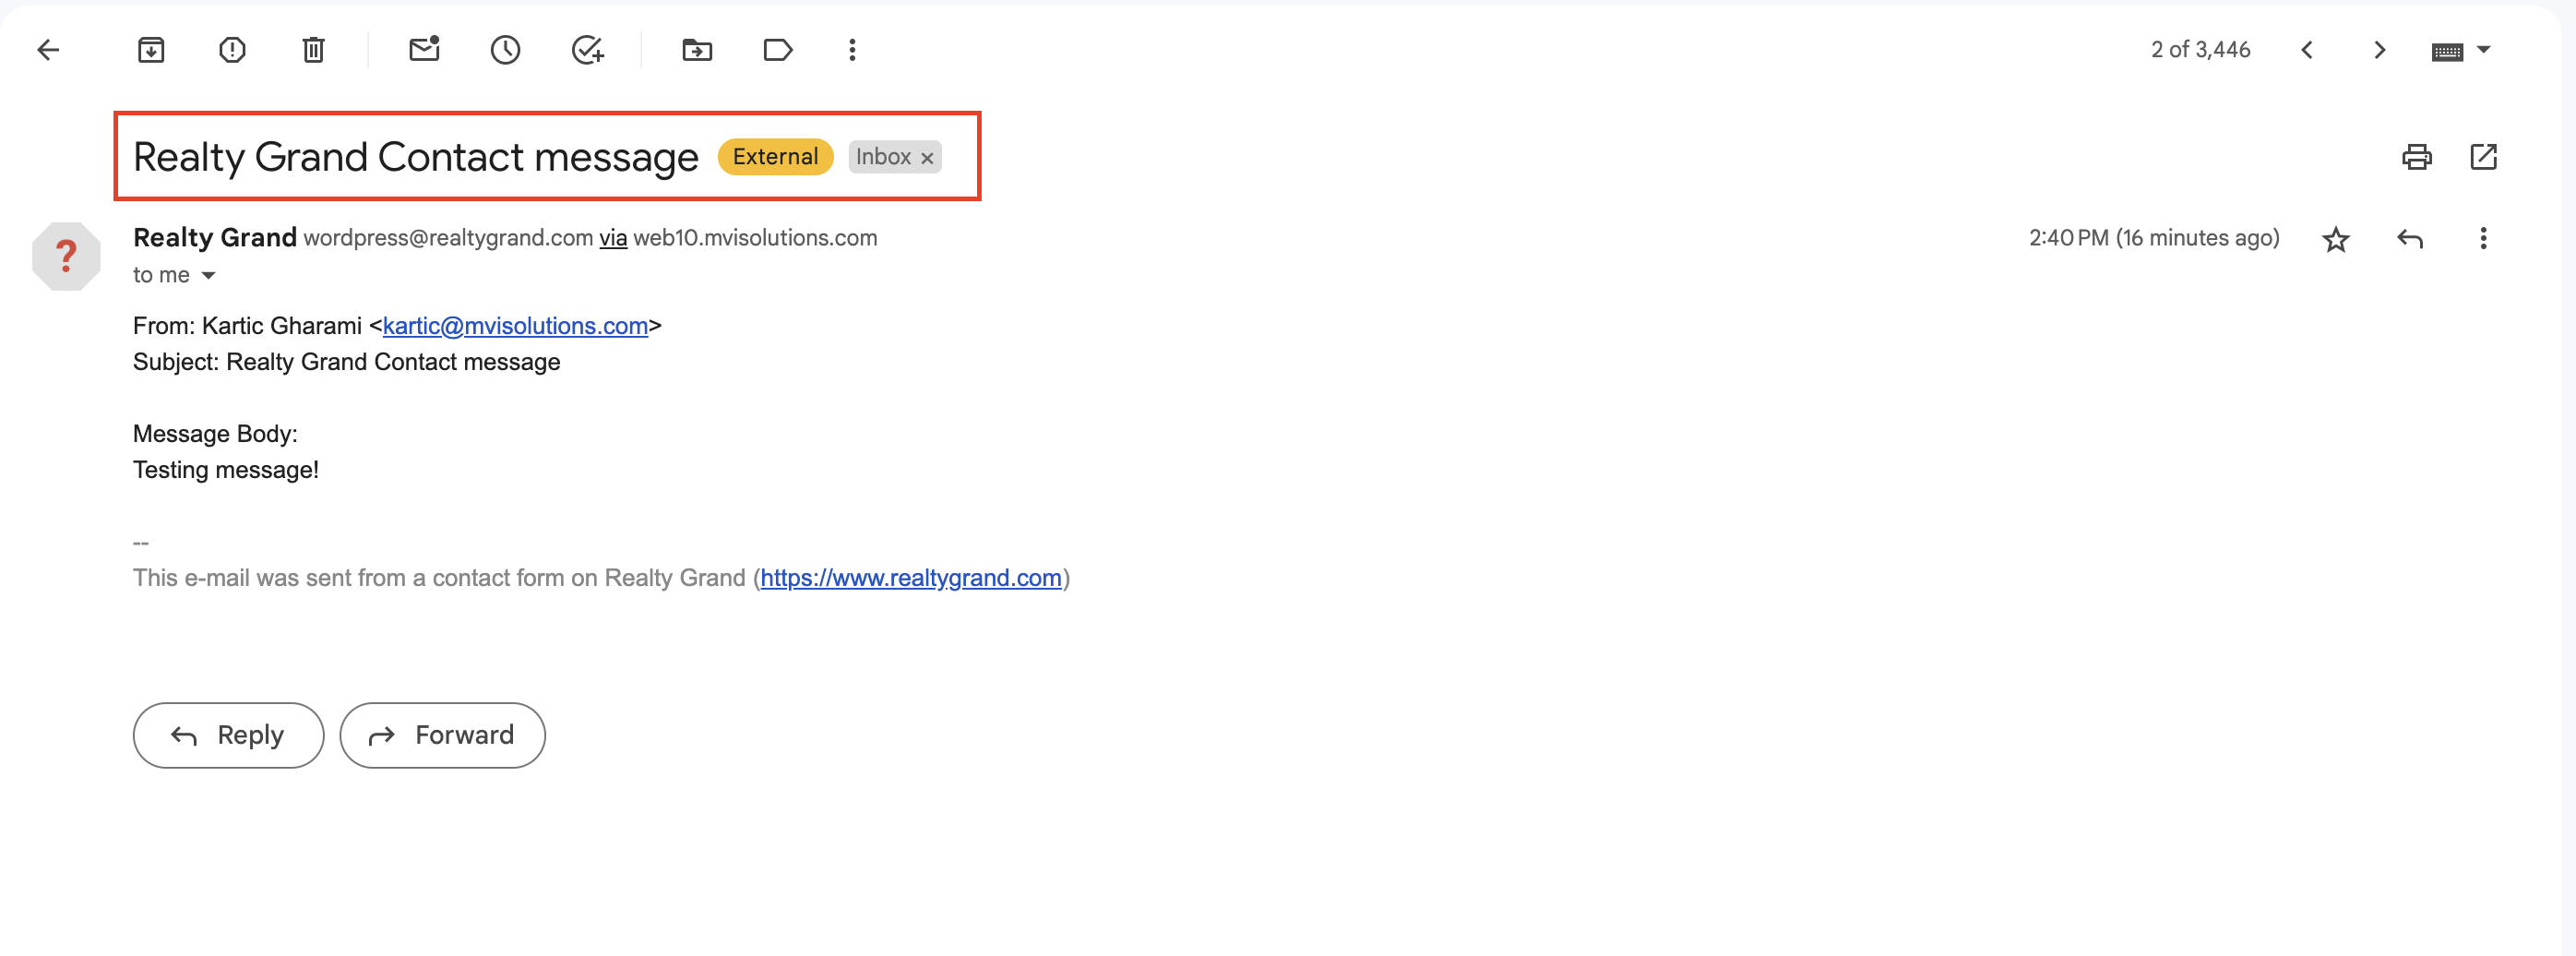 2 of 3,446
Realty Grand Contact message External Inbox ×
Realty Grand wordpress@realtygrand.com via web10.mvisolutions.com 2:40 PM (16 minutes ago)
?
to me
From: Kartic Gharami <kartic@mvisolutions.com>
Subject: Realty Grand Contact message
Message Body:
Testing message!
--
This e-mail was sent from a contact form on Realty Grand (https://www.realtygrand.com)
Reply Forward